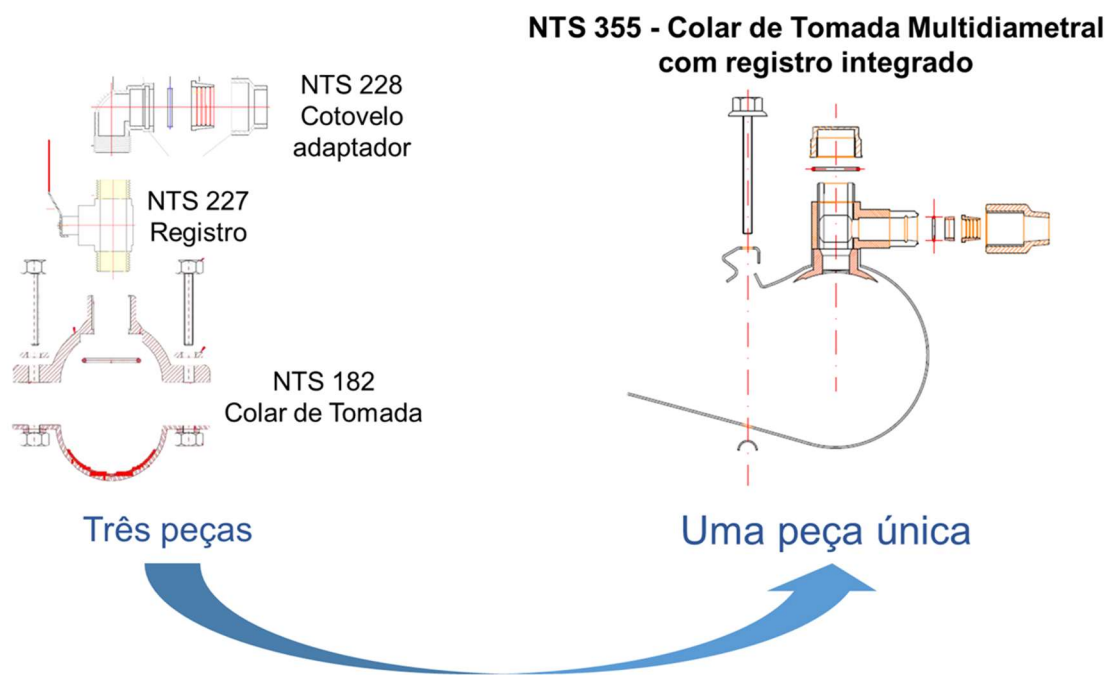 NTS 355 - Colar de Tomada Multidiametral
com registro integrado
NTS 228
Cotovelo
adaptador
NTS 227
Registro
NTS 182
Colar de Tomada
Três peças
Uma peça única